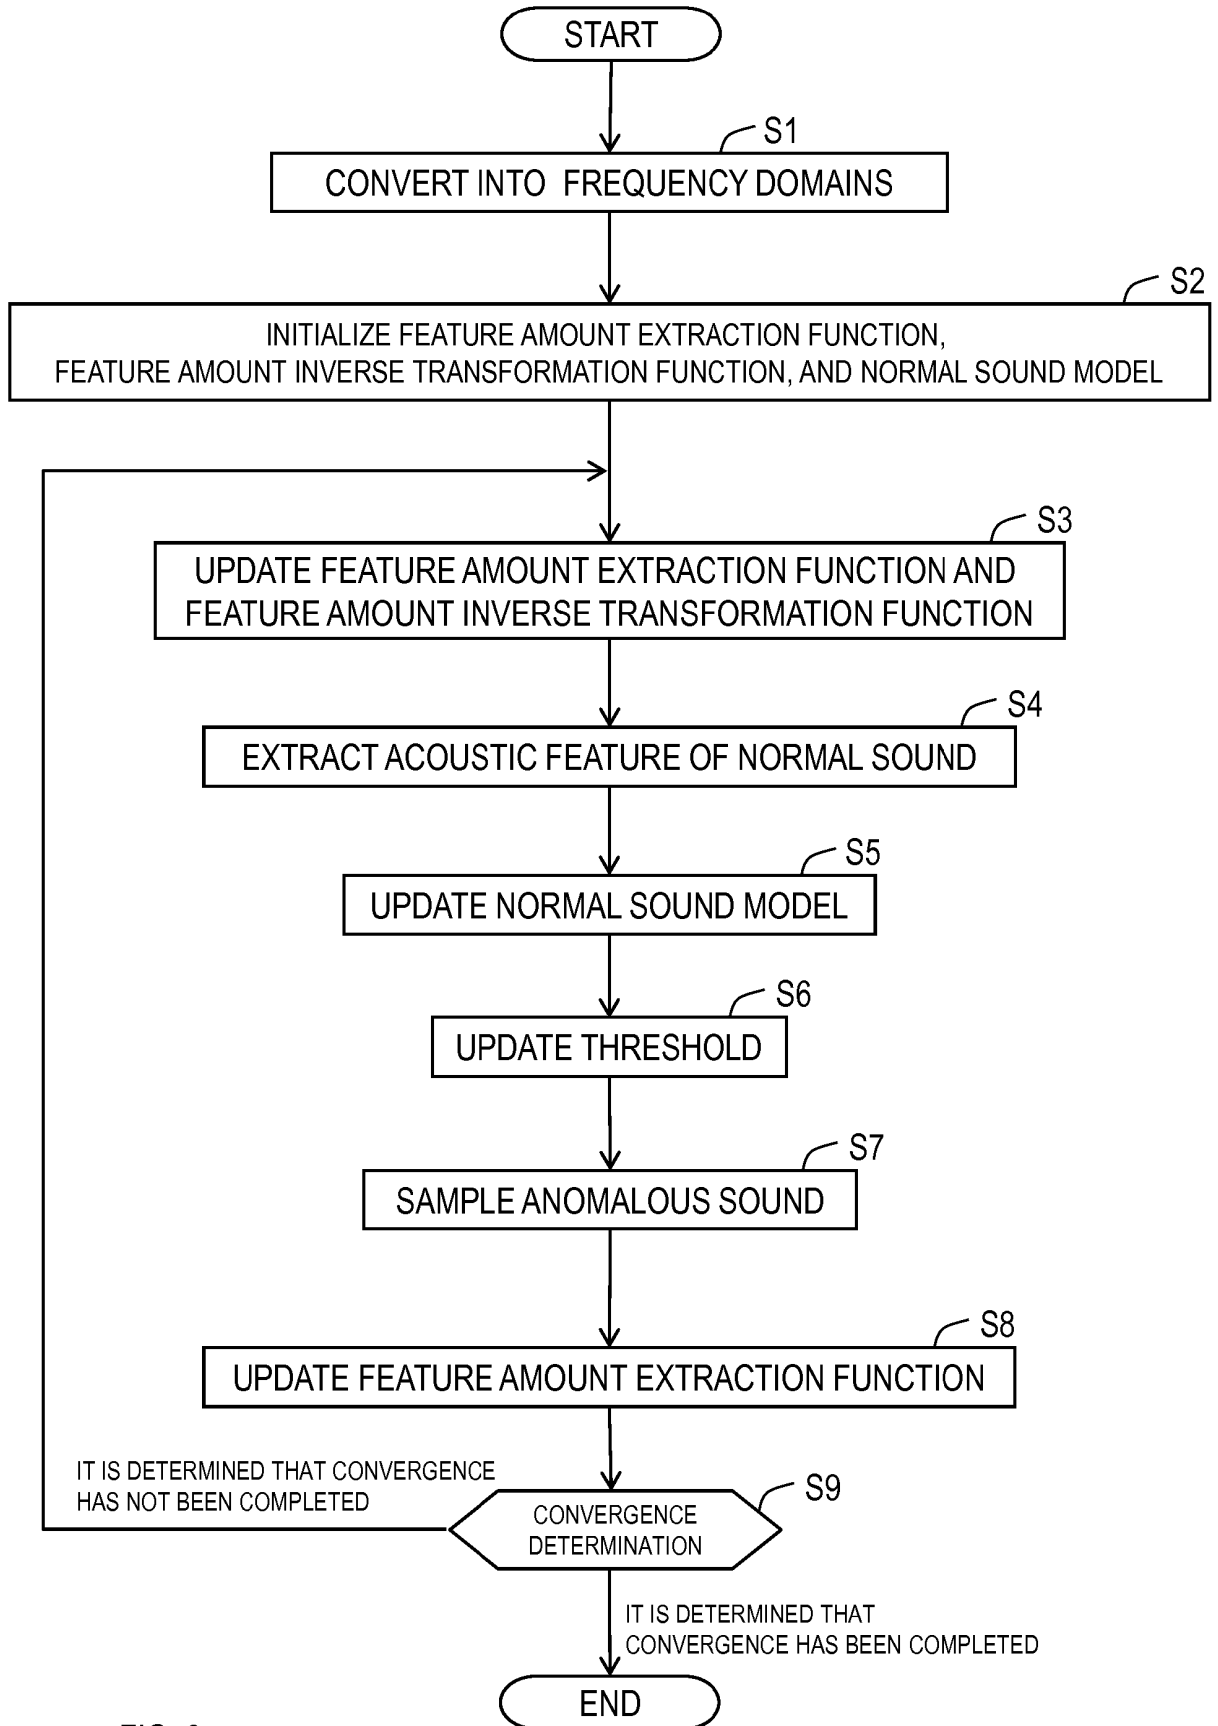 START
S1
CONVERT INTO FREQUENCY DOMAINS
S2
INITIALIZE FEATURE AMOUNT EXTRACTION FUNCTION,
FEATURE AMOUNT INVERSE TRANSFORMATION FUNCTION, AND NORMAL SOUND MODEL
S3
UPDATE FEATURE AMOUNT EXTRACTION FUNCTION AND
FEATURE AMOUNT INVERSE TRANSFORMATION FUNCTION
S4
EXTRACT ACOUSTIC FEATURE OF NORMAL SOUND
S5
UPDATE NORMAL SOUND MODEL
S6
UPDATE THRESHOLD
S7
SAMPLE ANOMALOUS SOUND
S8
UPDATE FEATURE AMOUNT EXTRACTION FUNCTION
IT IS DETERMINED THAT CONVERGENCE
HAS NOT BEEN COMPLETED
S9
CONVERGENCE
DETERMINATION
IT IS DETERMINED THAT
CONVERGENCE HAS BEEN COMPLETED
END